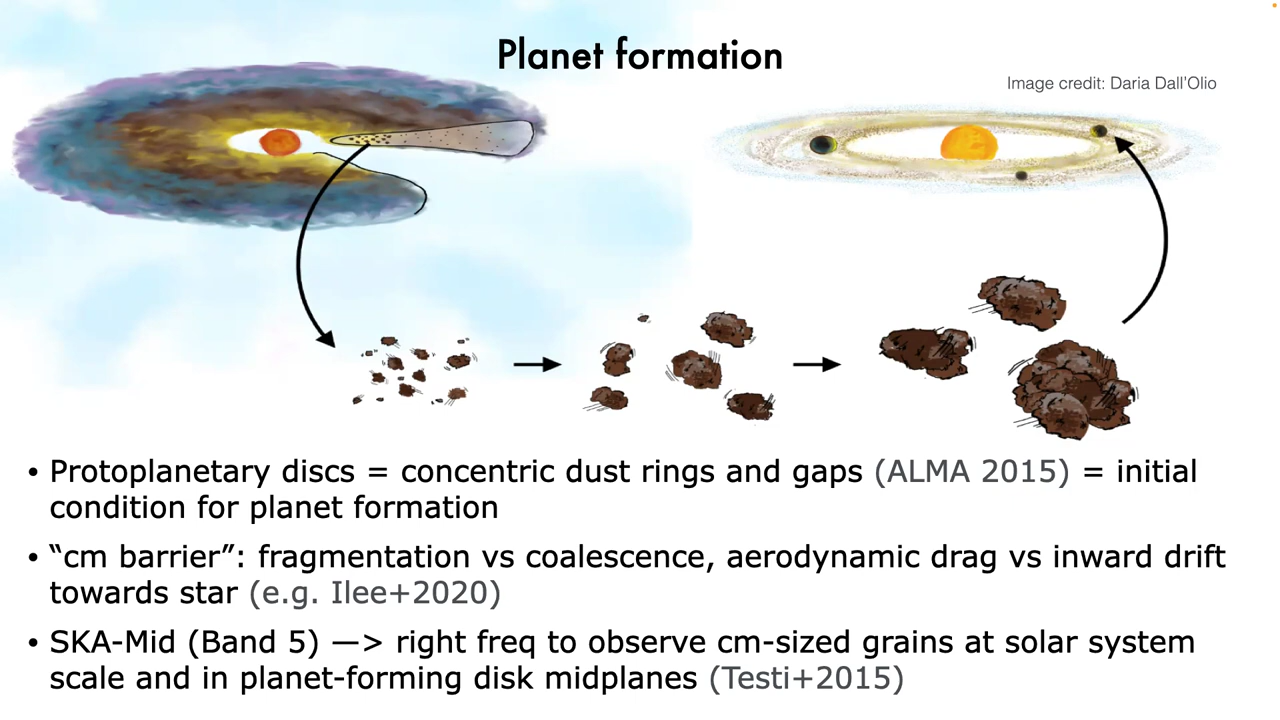 Planet formation
Image credit: Daria Dall'Olio
• Protoplanetary discs = concentric dust rings and gaps (ALMA 2015) = initial
condition for planet formation
• “cm barrier”: fragmentation vs coalescence, aerodynamic drag vs inward drift
towards star (e.g. Ilee+2020)
• SKA-Mid (Band 5) —> right freq to observe cm-sized grains at solar system
scale and in planet-forming disk midplanes (Testi+2015)